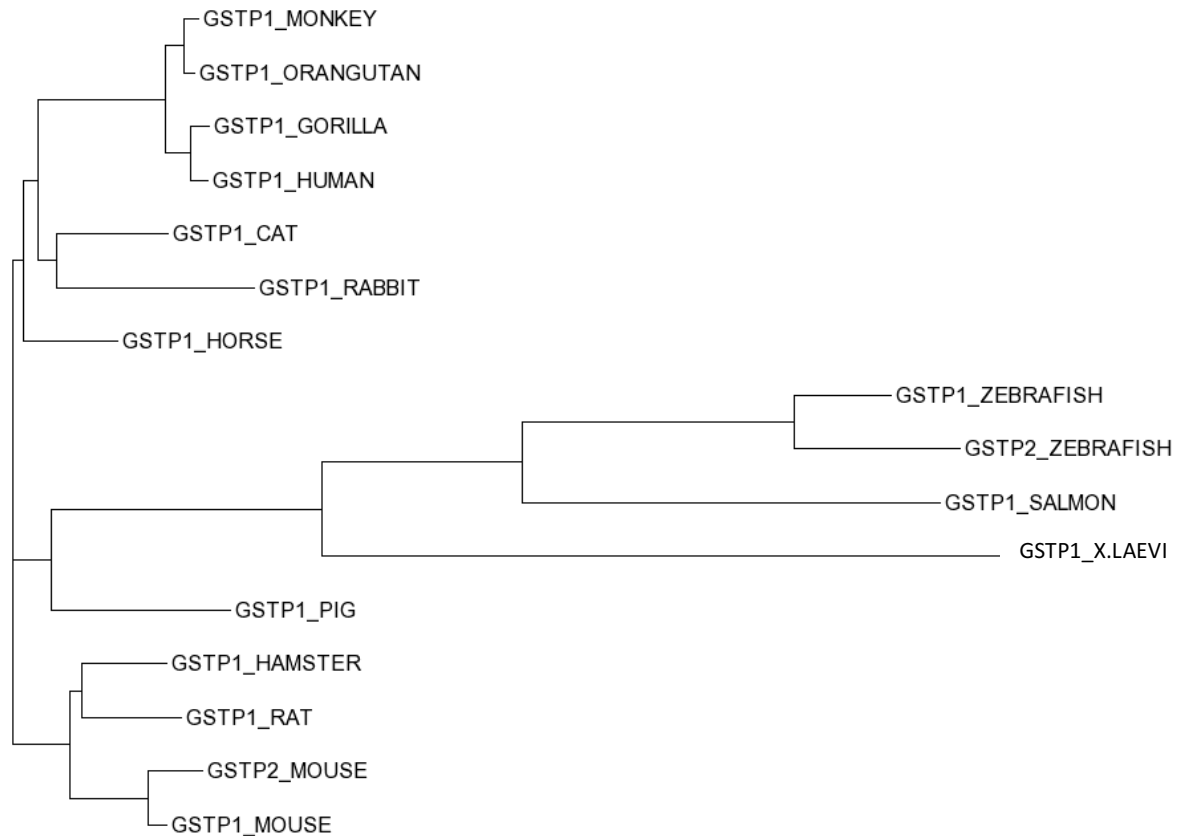 GSTP1_MONKEY
GSTP1_ORANGUTAN
GSTP1_GORILLA
GSTP1_HUMAN
GSTP1_CAT
GSTP1_RABBIT
GSTP1_HORSE
GSTP1_ZEBRAFISH
GSTP2_ZEBRAFISH
GSTP1_SALMON
GSTP1_X.LAEVI
GSTP1_PIG
GSTP1_HAMSTER
GSTP1_RAT
GSTP2_MOUSE
GSTP1_MOUSE